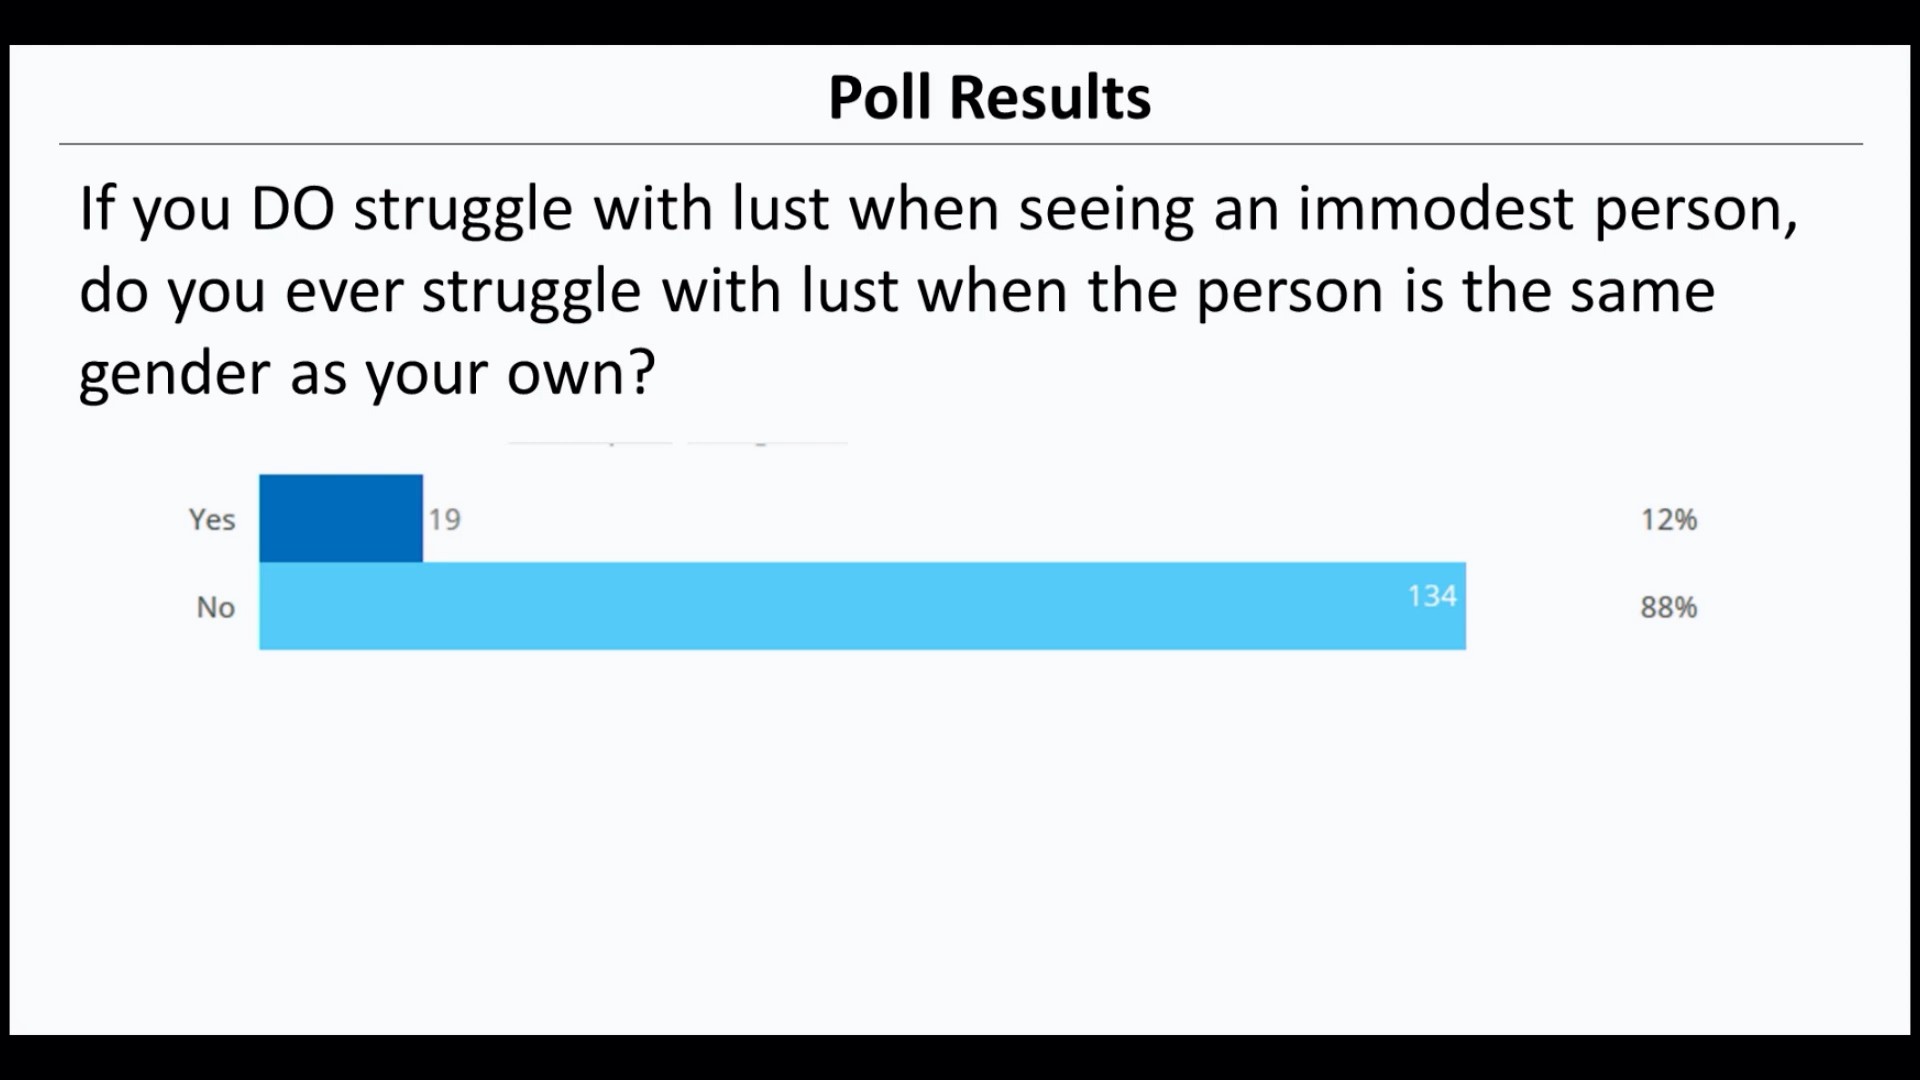 Poll Results
If you DO struggle with lust when seeing an immodest person,
do you ever struggle with lust when the person is the same
gender as your own?
Yes 19 12%
No 134 88%